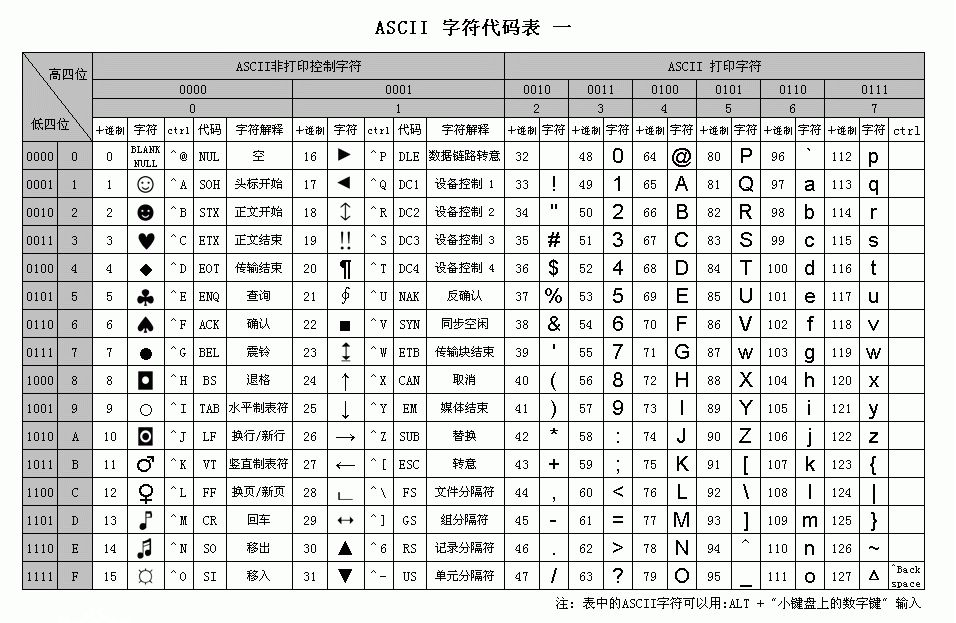 ASCII 字符代码表 一
高四位 ASCII非打印控制字符 ASCII 打印字符
0000 0001 0010 0011 0100 0101 0110 0111
0 1 2 3 4 5 6 7
低四位 十进制 字符 ctrl 代码 字符解释 十进制 字符 ctrl 代码 字符解释 十进制 字符 十进制 字符 十进制 字符 十进制 字符 十进制 字符 十进制 字符 ctrl
0000 0 0 BLANK NULL ^@ NUL 空 16 ► ^P DLE 数据链路转意 32 48 0 64 @ 80 P 96 ` 112 p
0001 1 1 ☺ ^A SOH 头标开始 17 ◄ ^Q DC1 设备控制 1 33 ! 49 1 65 A 81 Q 97 a 113 q
0010 2 2 ☻ ^B STX 正文开始 18 ↕ ^R DC2 设备控制 2 34 " 50 2 66 B 82 R 98 b 114 r
0011 3 3 ♥ ^C ETX 正文结束 19 ‼ ^S DC3 设备控制 3 35 # 51 3 67 C 83 S 99 c 115 s
0100 4 4 ♦ ^D EOT 传输结束 20 ¶ ^T DC4 设备控制 4 36 $ 52 4 68 D 84 T 100 d 116 t
0101 5 5 ♣ ^E ENQ 查询 21 ∮ ^U NAK 反确认 37 % 53 5 69 E 85 U 101 e 117 u
0110 6 6 ♠ ^F ACK 确认 22 ■ ^V SYN 同步空闲 38 & 54 6 70 F 86 V 102 f 118 v
0111 7 7 ● ^G BEL 震铃 23 ↨ ^W ETB 传输块结束 39 ' 55 7 71 G 87 w 103 g 119 w
1000 8 8 ◘ ^H BS 退格 24 ↑ ^X CAN 取消 40 ( 56 8 72 H 88 X 104 h 120 x
1001 9 9 ○ ^I TAB 水平制表符 25 ↓ ^Y EM 媒体结束 41 ) 57 9 73 I 89 Y 105 i 121 y
1010 A 10 ◙ ^J LF 换行/新行 26 → ^Z SUB 替换 42 * 58 : 74 J 90 Z 106 j 122 z
1011 B 11 ♂ ^K VT 竖直制表符 27 ← ^[ ESC 转意 43 + 59 ; 75 K 91 [ 107 k 123 {
1100 C 12 ♀ ^L FF 换页/新页 28 ∟ ^\ FS 文件分隔符 44 , 60 < 76 L 92 \ 108 l 124 |
1101 D 13 ♪ ^M CR 回车 29 ↔ ^] GS 组分隔符 45 - 61 = 77 M 93 ] 109 m 125 }
1110 E 14 ♫ ^N SO 移出 30 ▲ ^6 RS 记录分隔符 46 . 62 > 78 N 94 ^ 110 n 126 ~
1111 F 15 ☼ ^O SI 移入 31 ▼ ^- US 单元分隔符 47 / 63 ? 79 O 95 _ 111 o 127 Δ ^Back space
注: 表中的ASCII字符可以用:ALT + "小键盘上的数字键" 输入